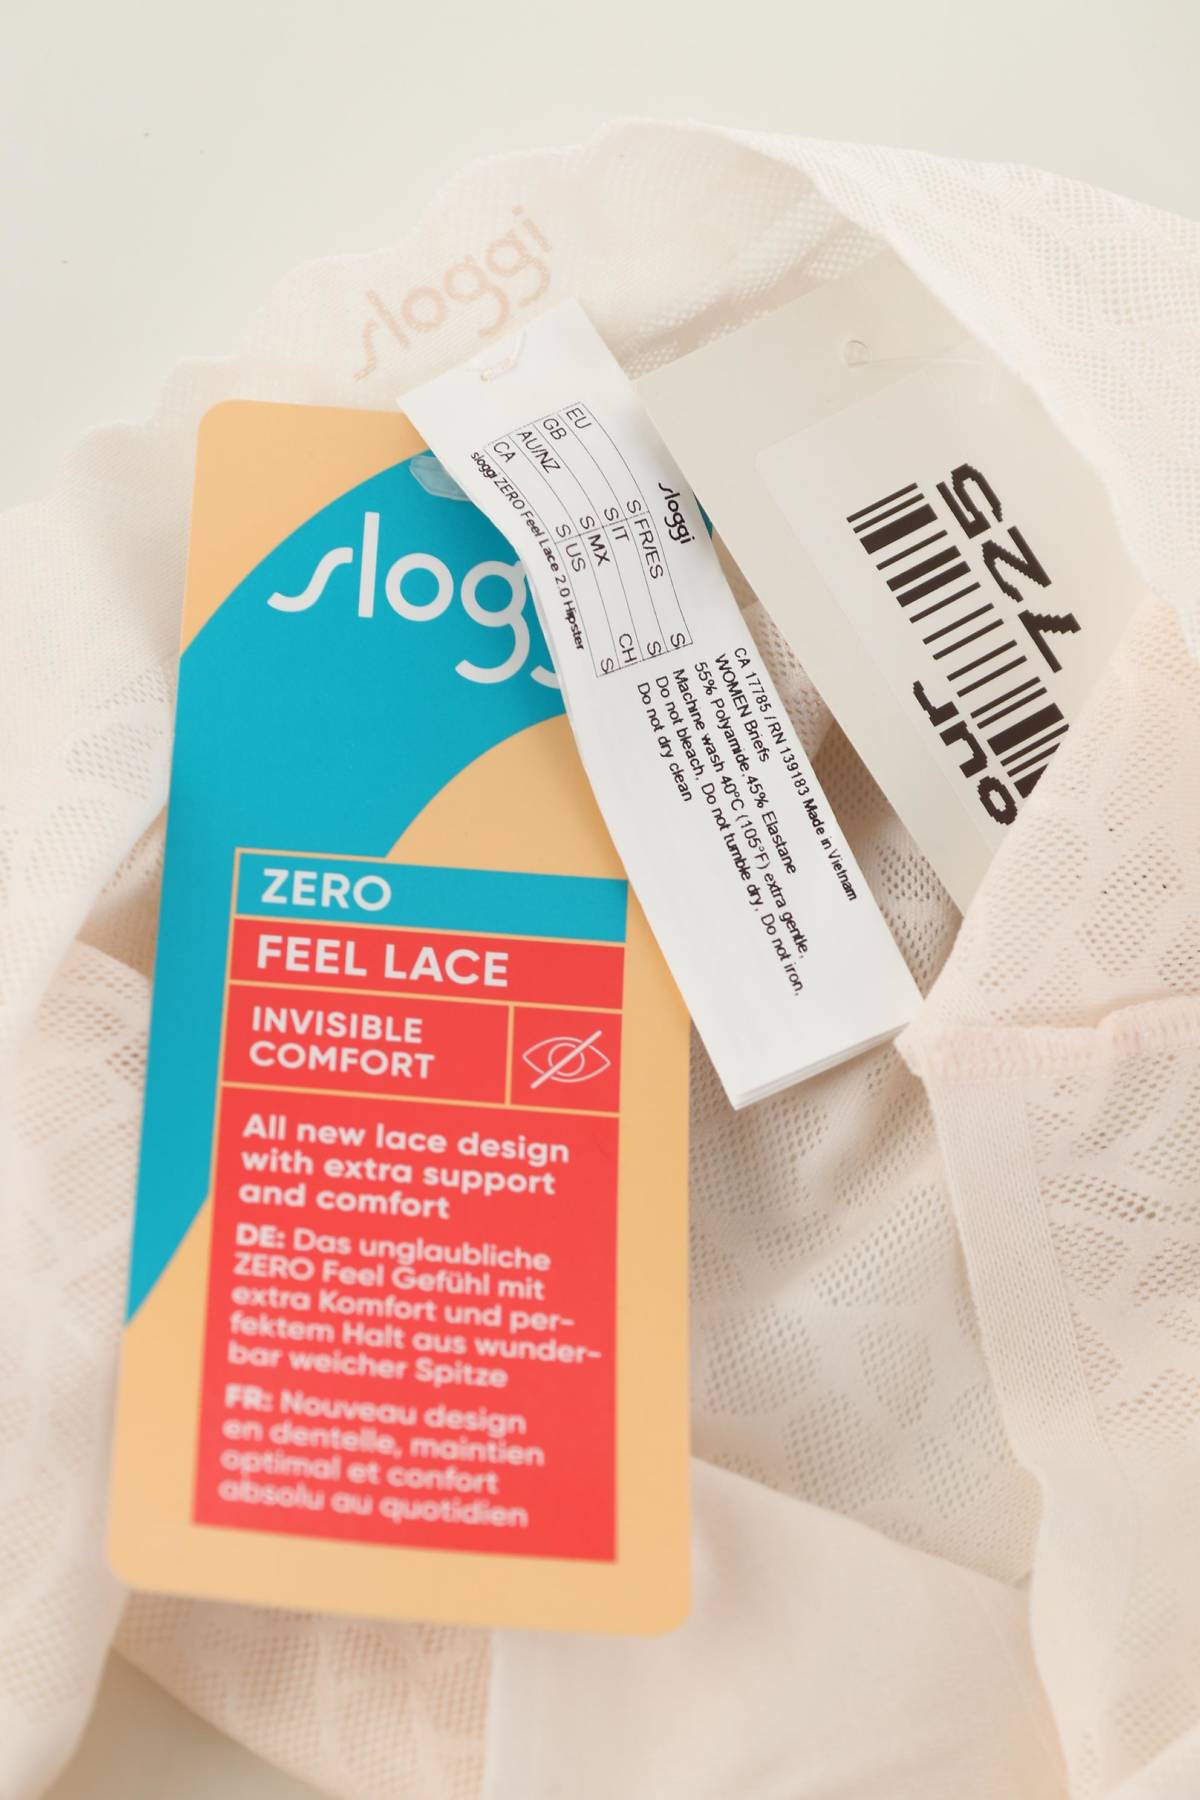 sloggi
slogg
ZERO
FEEL LACE
INVISIBLE
COMFORT
All new lace design
with extra support
and comfort
DE: Das unglaubliche
ZERO Feel Gefühl mit
extra Komfort und per-
fektem Halt aus wunder-
bar weicher Spitze
FR: Nouveau design
en dentelle, maintien
optimal et confort
absolu au quotidien
sloggi
EU S FR/ES S
GB S IT S
AU/NZ S MX CH
CA S US S
sloggi ZERO Feel Lace 2.0 Hipster
CA 17785 / RN 139183 Made in Vietnam
WOMEN Briefs
55% Polyamide, 45% Elastane
Machine wash 40°C (105°F) extra gentle,
Do not bleach, Do not tumble dry, Do not iron,
Do not dry clean